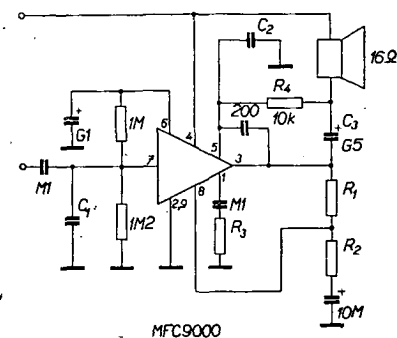 C2
16Ω
R4
10k
200
C3
G5
+
G1
+
1M
6
4
5
3
7
M1
C1
1M2
2,9
8
1
M1
R3
R1
R2
+
10M
MFC9000